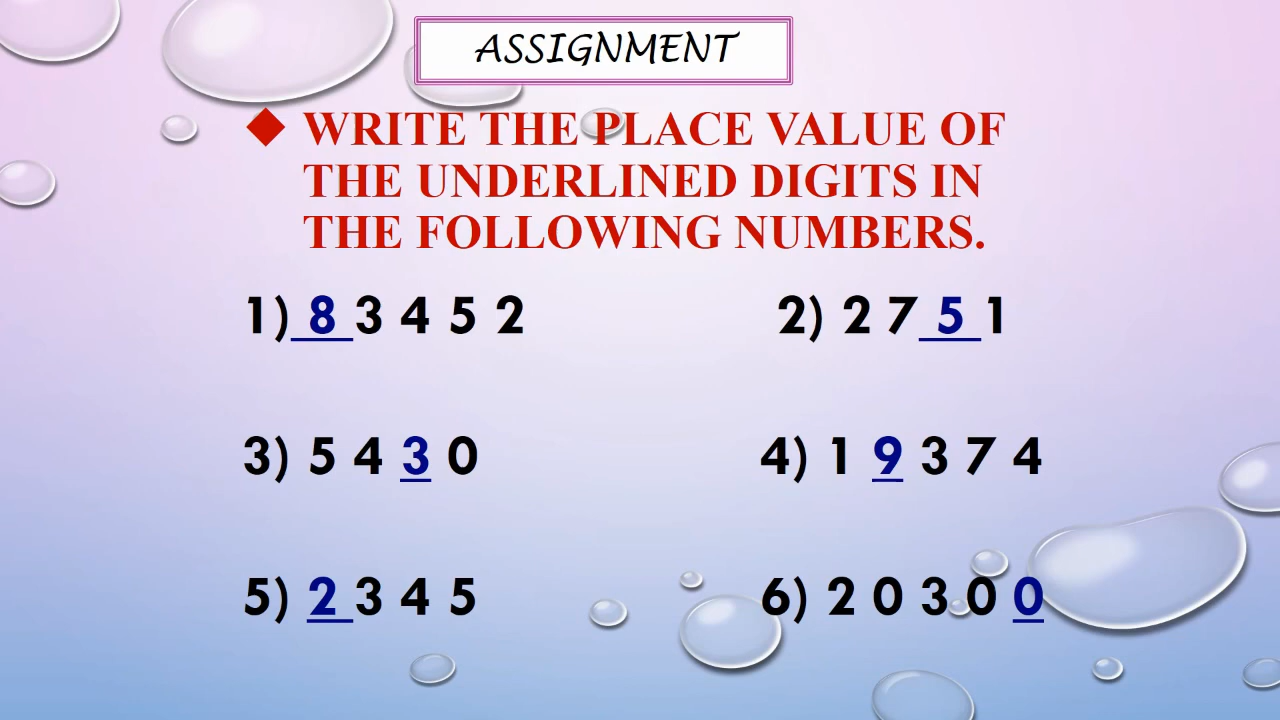 ASSIGNMENT
◆ WRITE THE PLACE VALUE OF
THE UNDERLINED DIGITS IN
THE FOLLOWING NUMBERS.
1) 8 3 4 5 2 2) 2 7 5 1
3) 5 4 3 0 4) 1 9 3 7 4
5) 2 3 4 5 6) 2 0 3 0 0